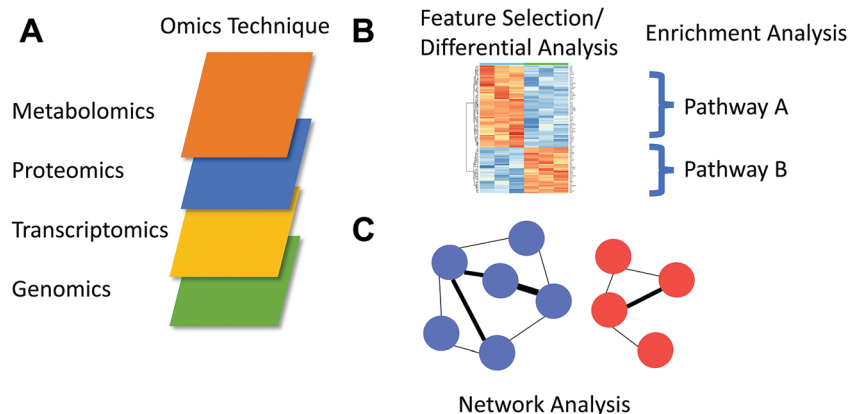 A
Omics Technique
Metabolomics
Proteomics
Transcriptomics
Genomics
B
Feature Selection/
Differential Analysis
Enrichment Analysis
Pathway A
Pathway B
C
Network Analysis